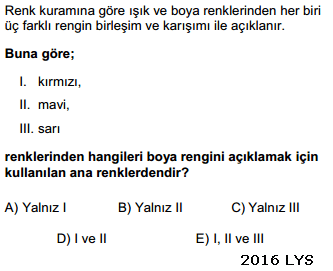 Renk kuramına göre ışık ve boya renklerinden her biri
üç farklı rengin birleşim ve karışımı ile açıklanır.
Buna göre;
I. kırmızı,
II. mavi,
III. sarı
renklerinden hangileri boya rengini açıklamak için
kullanılan ana renklerdendir?
A) Yalnız I B) Yalnız II C) Yalnız III
D) I ve II E) I, II ve III
2016 LYS